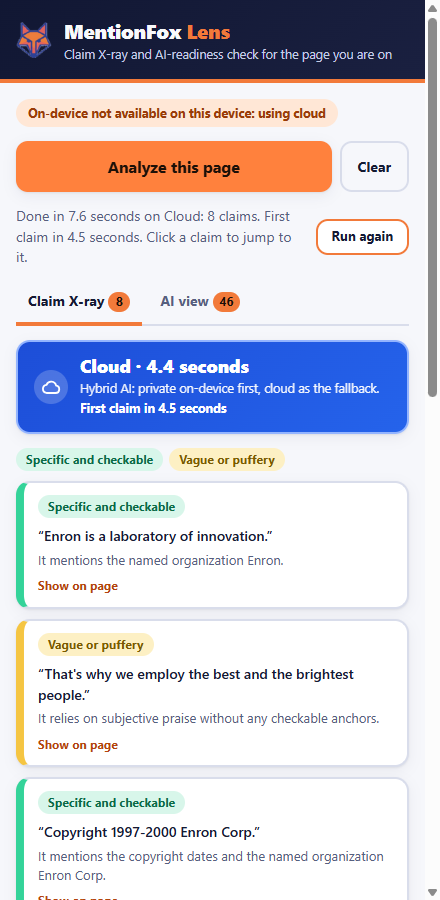 MentionFox Lens
Claim X-ray and AI-readiness check for the page you are on
On-device not available on this device: using cloud
Analyze this page
Clear
Done in 7.6 seconds on Cloud: 8 claims. First
claim in 4.5 seconds. Click a claim to jump to
it.
Run again
Claim X-ray 8
AI view 46
Cloud · 4.4 seconds
Hybrid AI: private on-device first, cloud as the fallback.
First claim in 4.5 seconds
Specific and checkable
Vague or puffery
Specific and checkable
“Enron is a laboratory of innovation.”
It mentions the named organization Enron.
Show on page
Vague or puffery
“That's why we employ the best and the brightest
people.”
It relies on subjective praise without any checkable anchors.
Show on page
Specific and checkable
“Copyright 1997-2000 Enron Corp.”
It mentions the copyright dates and the named organization
Enron Corp.
Show on page